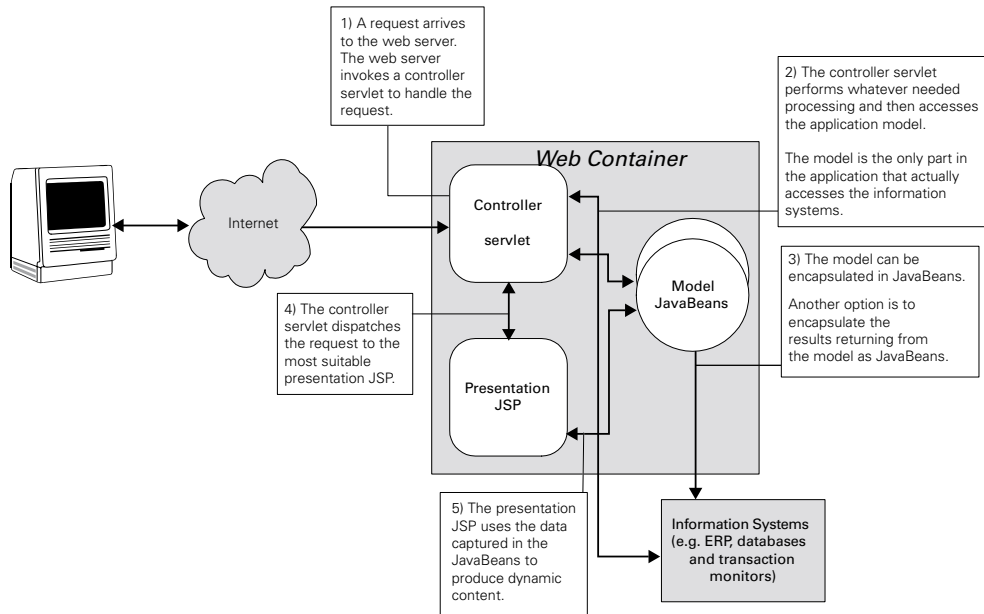 1) A request arrives
to the web server.
The web server
invokes a controller
servlet to handle the
request.
2) The controller servlet
performs whatever needed
processing and then accesses
the application model.
The model is the only part in
the application that actually
accesses the information
systems.
Web Container
Controller
servlet
Internet
Model
JavaBeans
3) The model can be
encapsulated in JavaBeans.
Another option is to
encapsulate the
results returning from
the model as JavaBeans.
4) The controller
servlet dispatches
the request to the
most suitable
presentation JSP.
Presentation
JSP
5) The presentation
JSP uses the data
captured in the
JavaBeans to
produce dynamic
content.
Information Systems
(e.g. ERP, databases
and transaction
monitors)